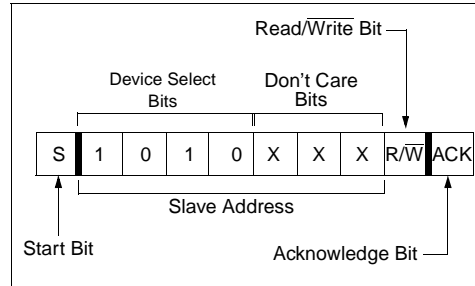 Read/Write Bit
Device Select Bits
Don't Care Bits
S 1 0 1 0 X X X R/W ACK
Slave Address
Start Bit
Acknowledge Bit